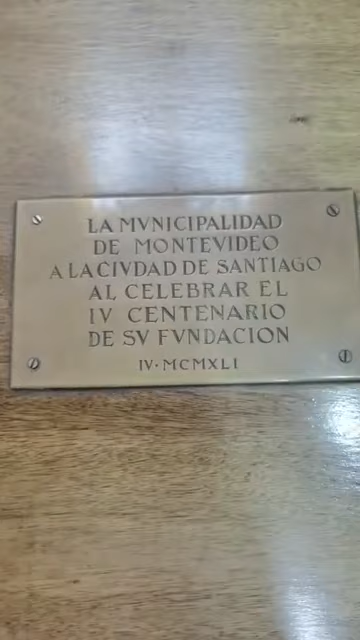 LA MVNICIPALIDAD
DE MONTEVIDEO
A LA CIVDAD DE SANTIAGO
AL CELEBRAR EL
IV CENTENARIO
DE SV FVNDACION
IV·MCMXLI